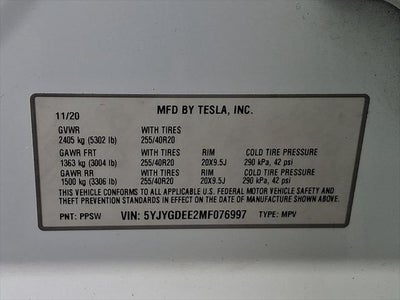 MFD BY TESLA, INC.
11/20
GVWR WITH TIRES
2405 kg (5302 lb) 255/40R20
GAWR FRT WITH TIRES RIM COLD TIRE PRESSURE
1363 kg (3004 lb) 255/40R20 20X9.5J 290 kPa, 42 psi
GAWR RR WITH TIRES RIM COLD TIRE PRESSURE
1500 kg (3306 lb) 255/40R20 20X9.5J 290 kPa, 42 psi
THIS VEHICLE CONFORMS TO ALL APPLICABLE U.S. FEDERAL MOTOR VEHICLE SAFETY AND
THEFT PREVENTION STANDARDS IN EFFECT ON THE DATE OF MANUFACTURE SHOWN ABOVE.
PNT: PPSW VIN: 5YJYGDEE2MF076997 TYPE: MPV